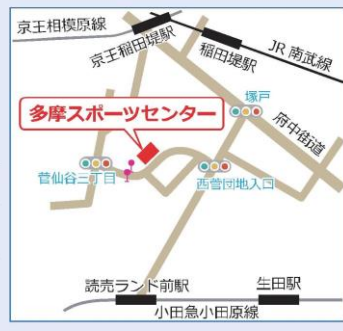 京王相模原線
京王稲田堤駅
稲田堤駅
JR 南武線
多摩スポーツセンター
塚戸
府中街道
菅仙谷三丁目
西菅団地入口
読売ランド前駅
生田駅
小田急小田原線